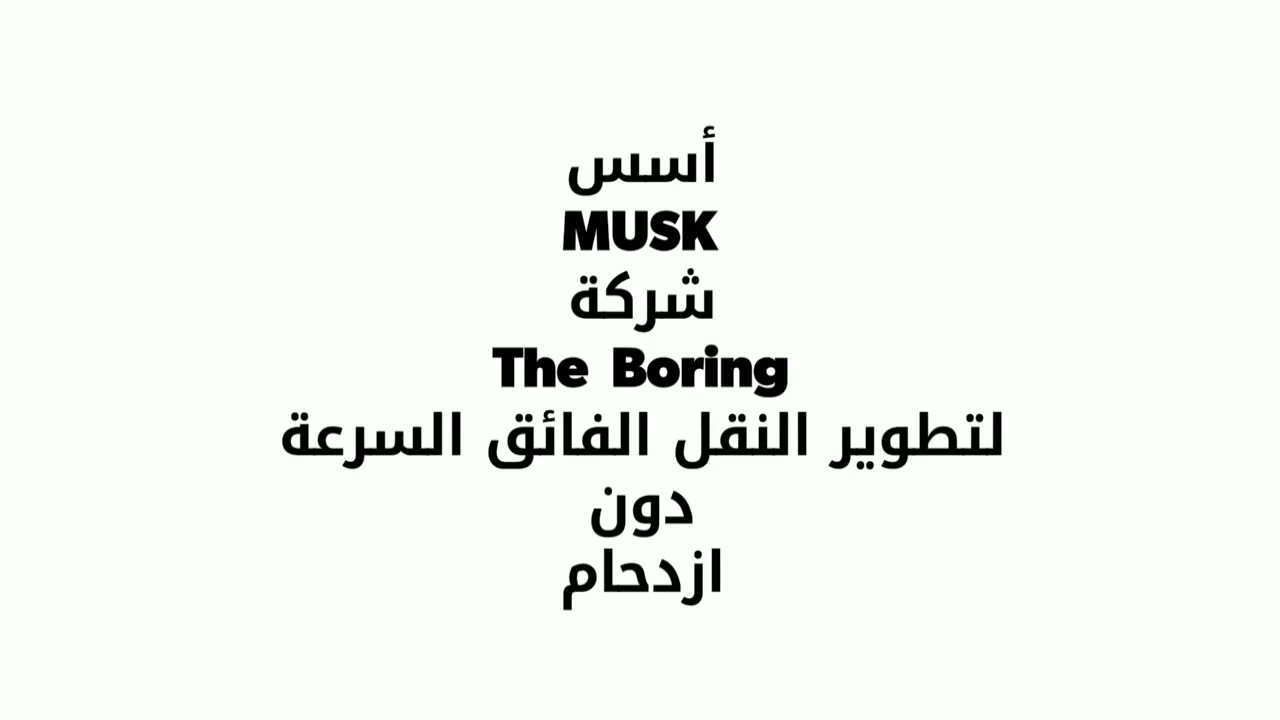 أسس
MUSK
شركة
The Boring
لتطوير النقل الفائق السرعة
دون
ازدحام